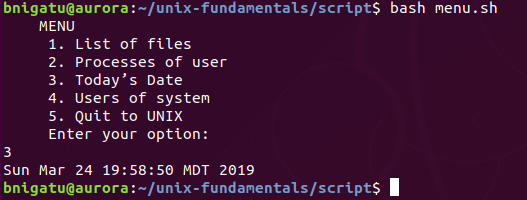 bnigatu@aurora:~/unix-fundamentals/script$ bash menu.sh
MENU
1. List of files
2. Processes of user
3. Today’s Date
4. Users of system
5. Quit to UNIX
Enter your option:
3
Sun Mar 24 19:58:50 MDT 2019
bnigatu@aurora:~/unix-fundamentals/script$